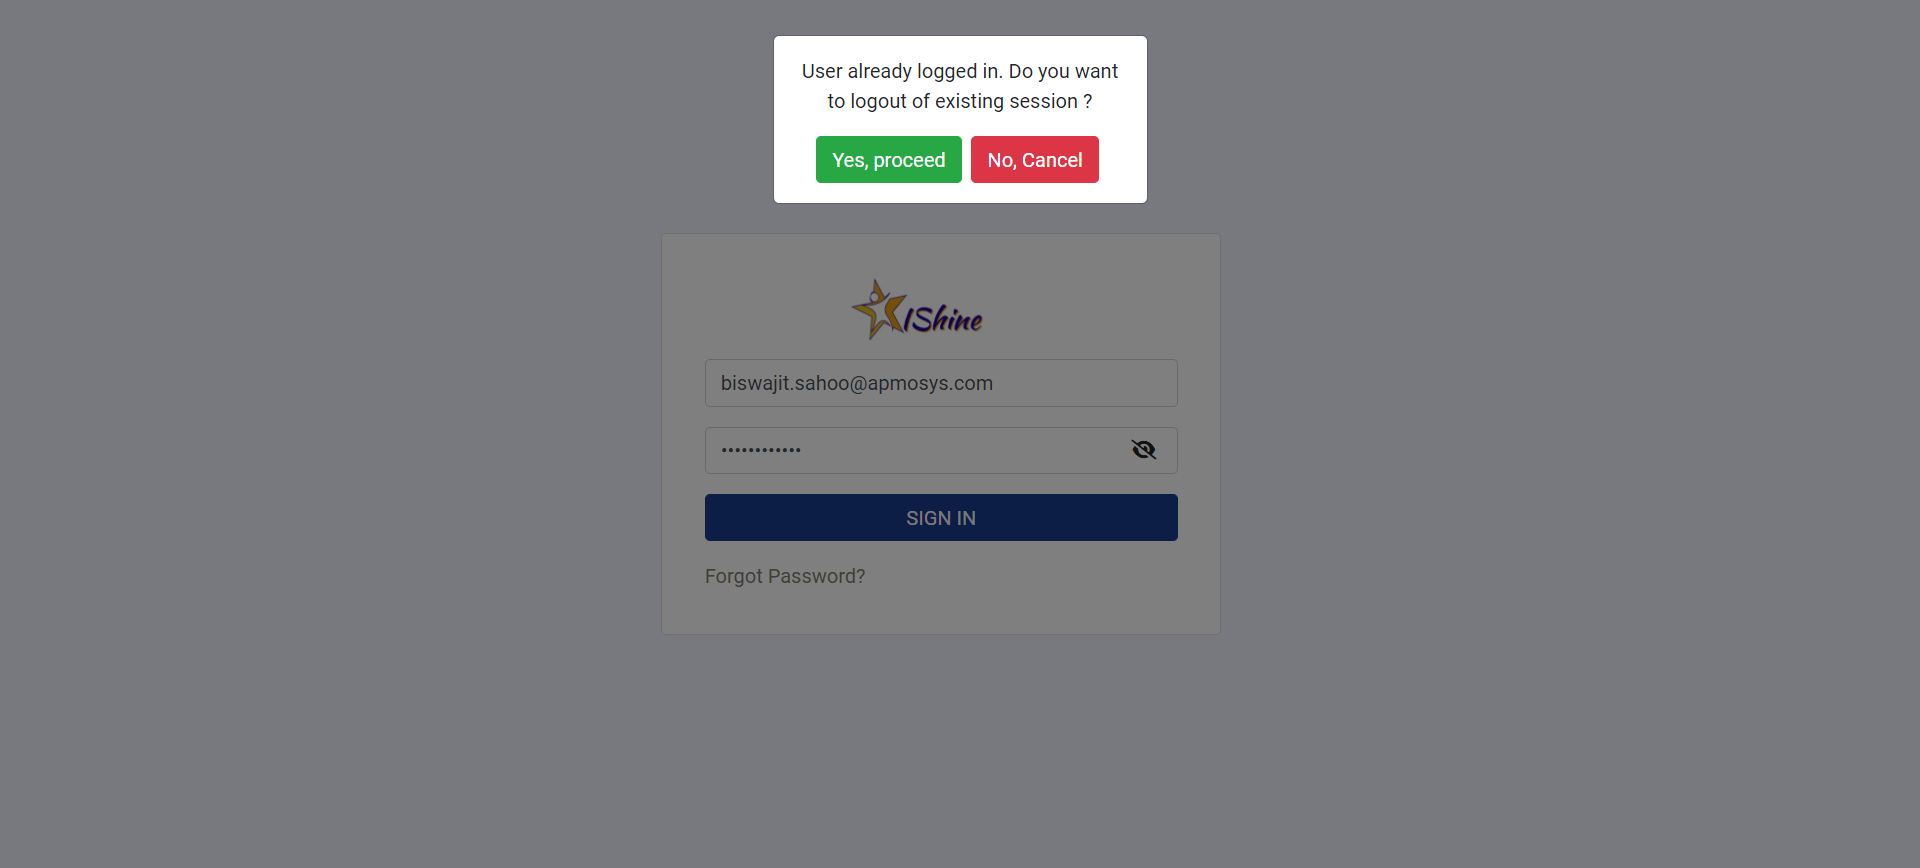 User already logged in. Do you want
to logout of existing session ?
Yes, proceed No, Cancel
IShine
biswajit.sahoo@apmosys.com
••••••••••••
SIGN IN
Forgot Password?